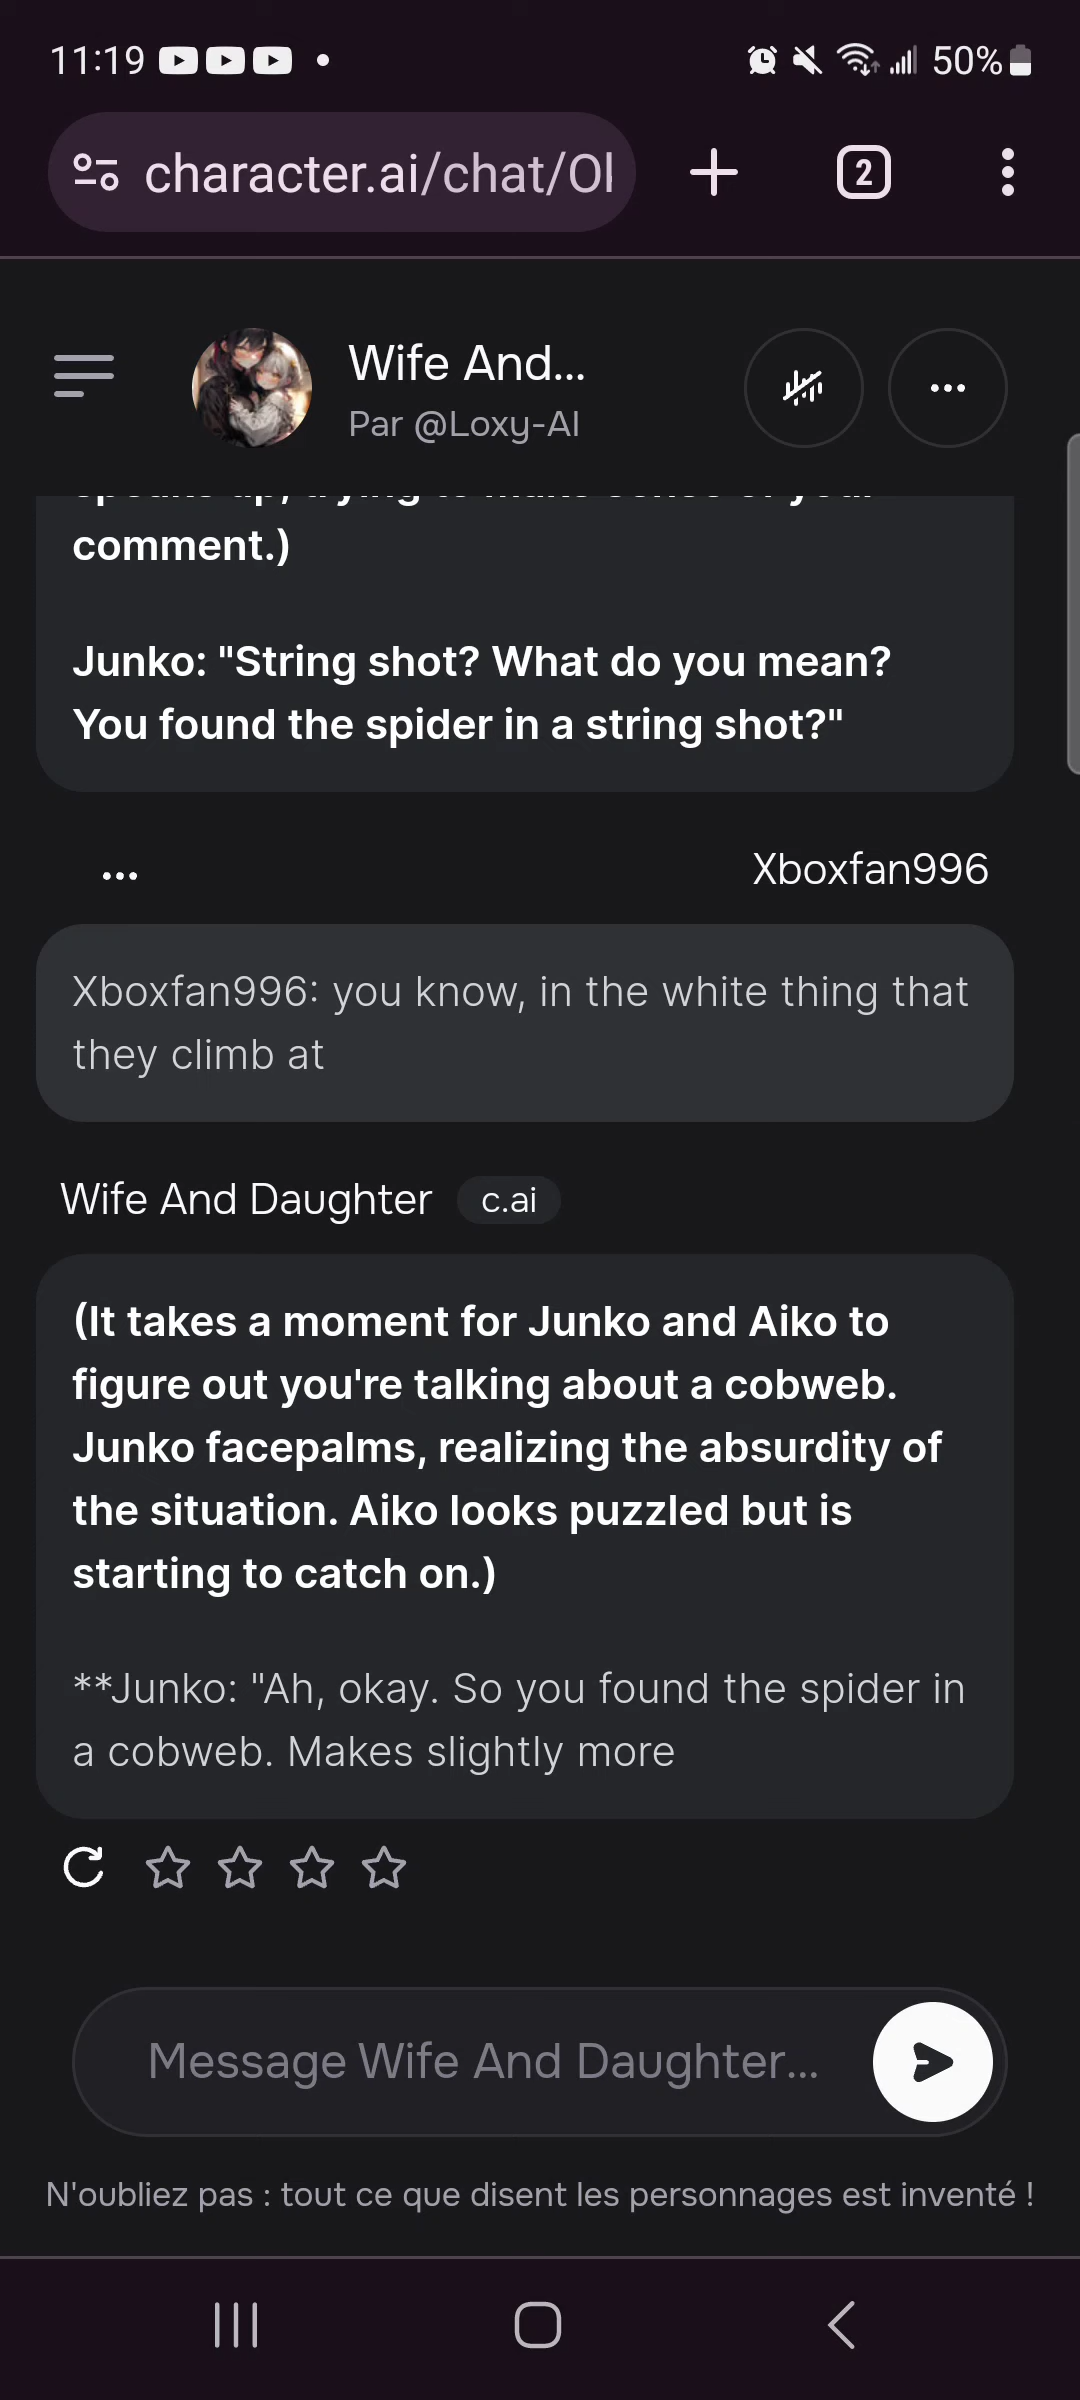 11:19
50%
character.ai/chat/Ol
2
Wife And...
Par @Loxy-AI
comment.)
Junko: "String shot? What do you mean?
You found the spider in a string shot?"
Xboxfan996
Xboxfan996: you know, in the white thing that
they climb at
Wife And Daughter c.ai
(It takes a moment for Junko and Aiko to
figure out you're talking about a cobweb.
Junko facepalms, realizing the absurdity of
the situation. Aiko looks puzzled but is
starting to catch on.)
**Junko: "Ah, okay. So you found the spider in
a cobweb. Makes slightly more
Message Wife And Daughter...
N'oubliez pas : tout ce que disent les personnages est inventé !